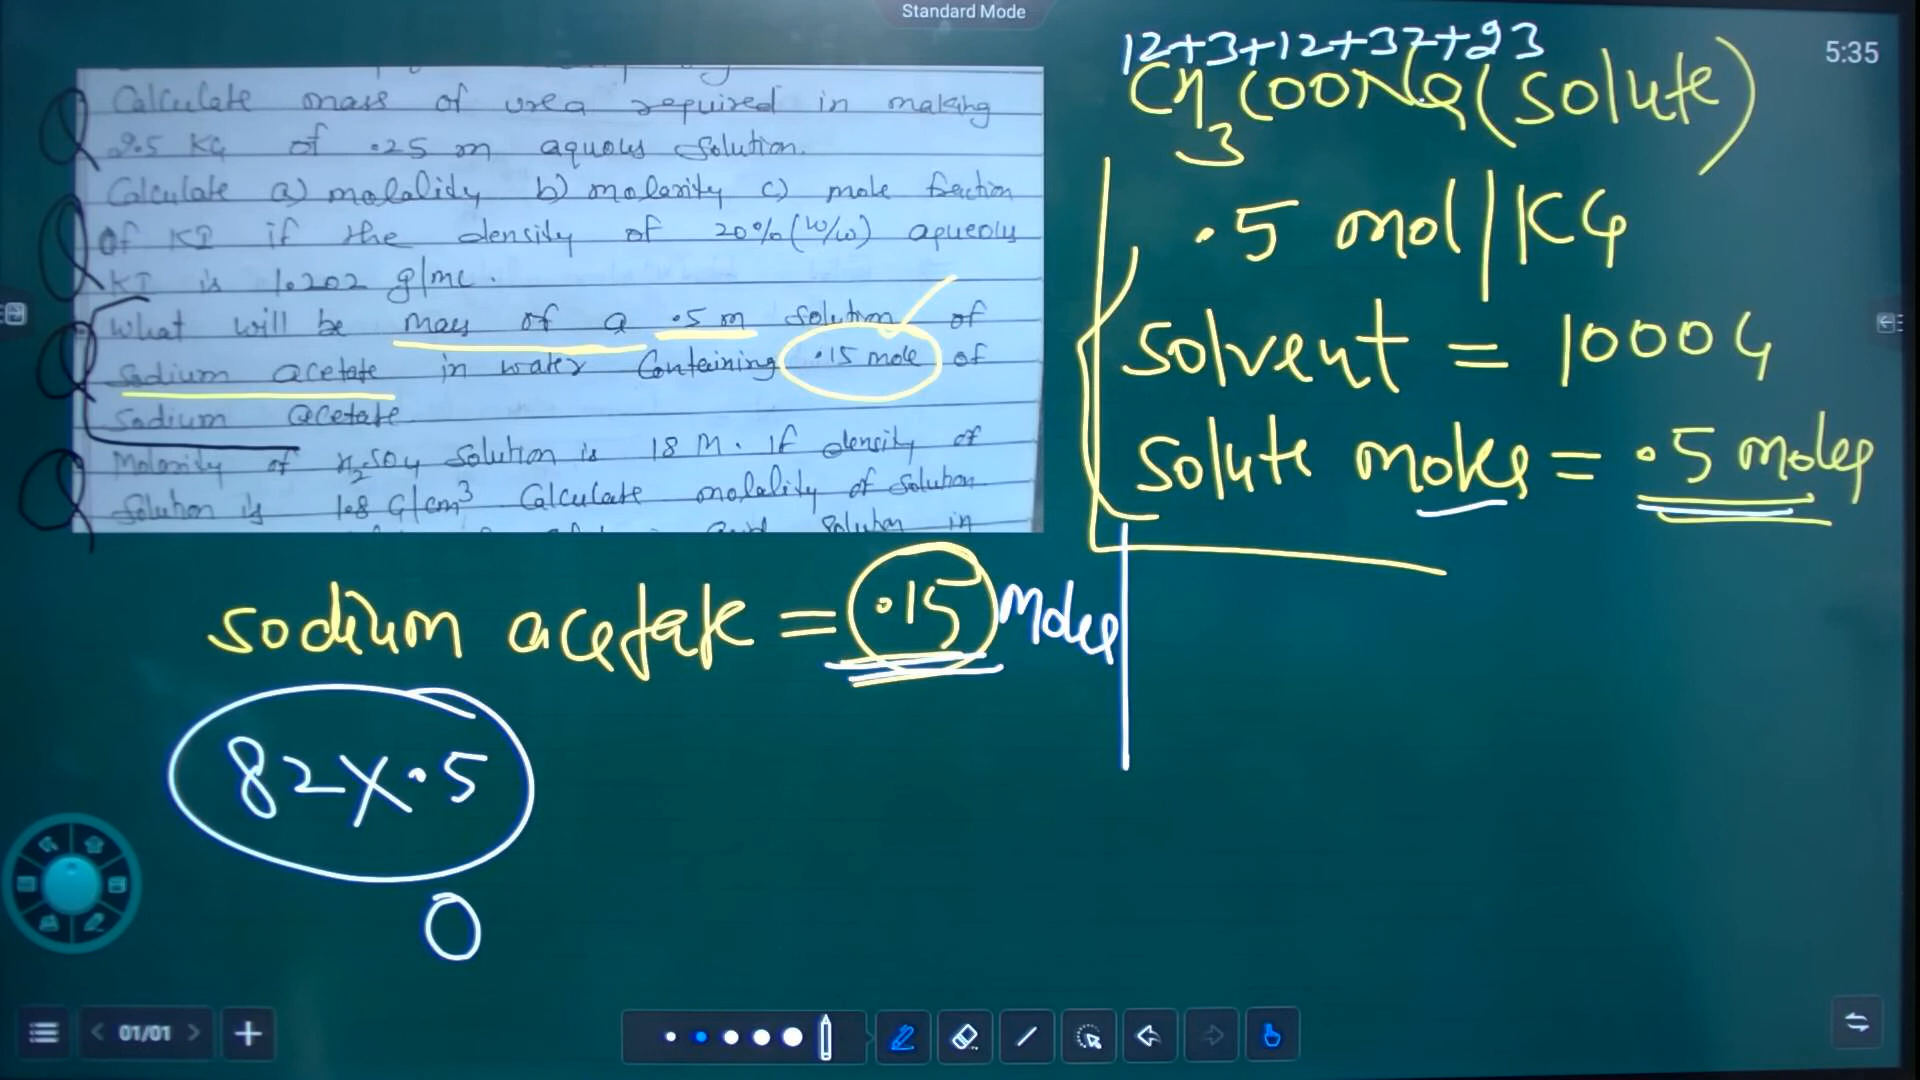 Standard Mode
5:35
Calculate mass of urea required in making
2.5 KG of .25 m aquous solution.
Calculate a) molality b) molarity c) mole fraction
of KI if the density of 20% (w/w) aqueous
KI is 1.202 g/mL.
What will be mass of a .5 m solution of
Sodium acetate in water Containing .15 mole of
Sodium acetate
Molarity of H2SO4 solution is 18 M. If density of
solution is 1.8 G/cm3 Calculate molality of solution
solution in
12+3+12+32+23
CH3COONa (solute)
.5 mol/KG
solvent = 1000 G
solute moles = .5 moles
sodium acetate = .15 moles
82×.5
0
01/01